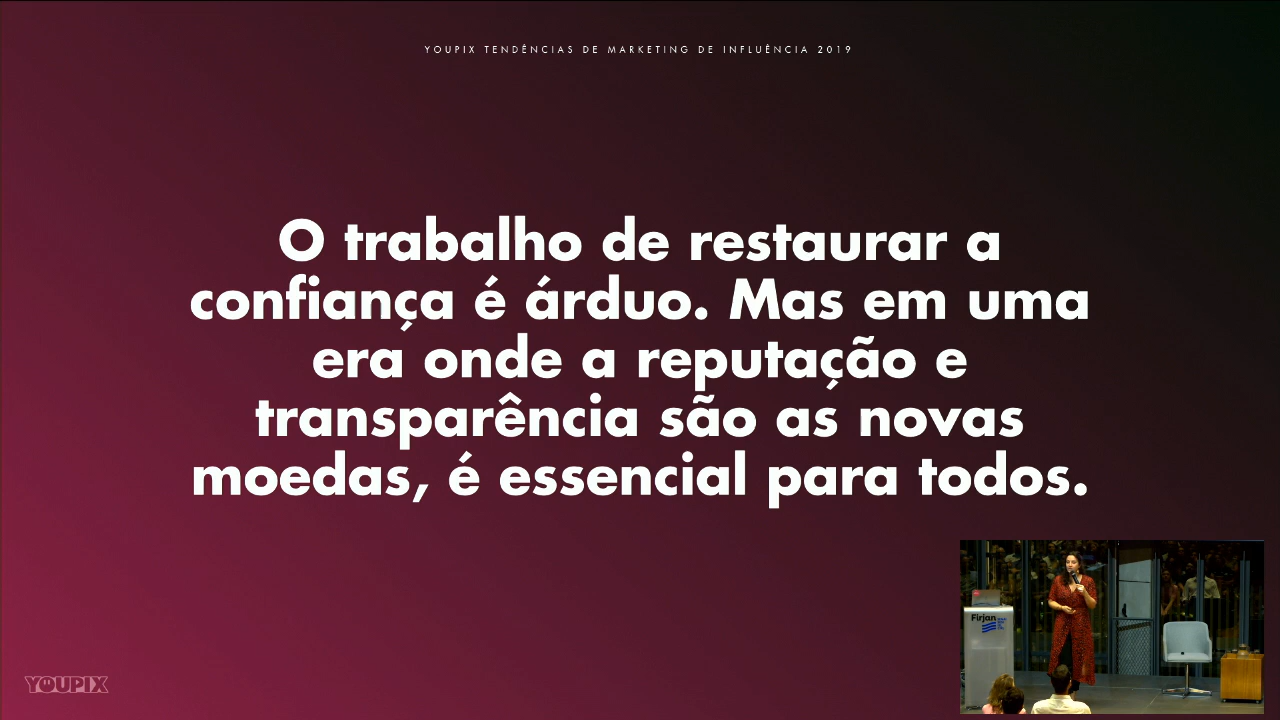 YOUPIX TENDÊNCIAS DE MARKETING DE INFLUÊNCIA 2019
O trabalho de restaurar a
confiança é árduo. Mas em uma
era onde a reputação e
transparência são as novas
moedas, é essencial para todos.
Firjan
YOUPIX